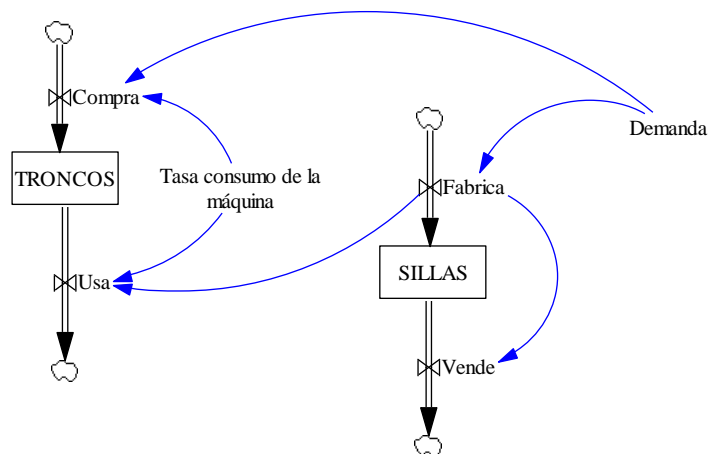 Compra
Demanda
TRONCOS
Tasa consumo de la
máquina
Fabrica
Usa
SILLAS
Vende